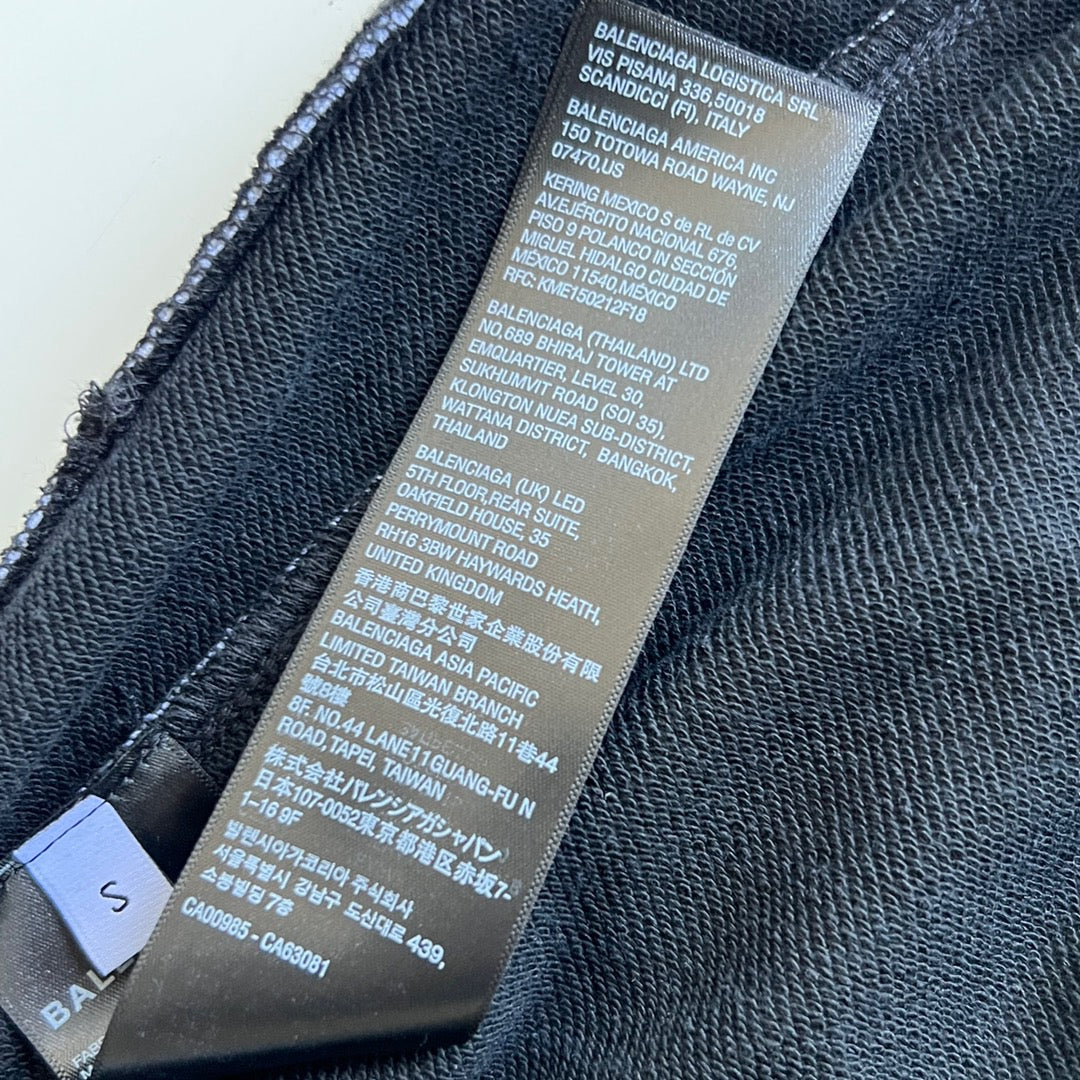 BALENCIAGA LOGISTICA SRL
VIS PISANA 336,50018
SCANDICCI (FI), ITALY
BALENCIAGA AMERICA INC
150 TOTOWA ROAD WAYNE, NJ
07470,US
KERING MEXICO S de RL de CV
AV.EJÉRCITO NACIONAL 676,
PISO 9 POLANCO IN SECCIÓN
MIGUEL HIDALGO CIUDAD DE
MÉXICO 11540,MÉXICO
RFC: KME150212F18
BALENCIAGA (THAILAND) LTD
NO.689 BHIRAJ TOWER AT
EMQUARTIER, LEVEL 30,
SUKHUMVIT ROAD (SOI 35),
KLONGTON NUEA SUB-DISTRICT,
WATTANA DISTRICT, BANGKOK,
THAILAND
BALENCIAGA (UK) LED
5TH FLOOR,REAR SUITE,
OAKFIELD HOUSE, 35
PERRYMOUNT ROAD
RH16 3BW HAYWARDS HEATH,
UNITED KINGDOM
香港商巴黎世家企業股份有限
公司臺灣分公司
BALENCIAGA ASIA PACIFIC
LIMITED TAIWAN BRANCH
台北市松山區光復北路11巷44
號8樓
8F. NO.44 LANE11GUANG-FU N
ROAD,TAPEI, TAIWAN
株式会社バレンシアガジャパン
日本107-0052東京都港区赤坂7-
1-16 9F
발렌시아가코리아 주식회사
서울특별시 강남구 도산대로 439,
소봉빌딩 7층
CA00985 - CA63081
S
BAL